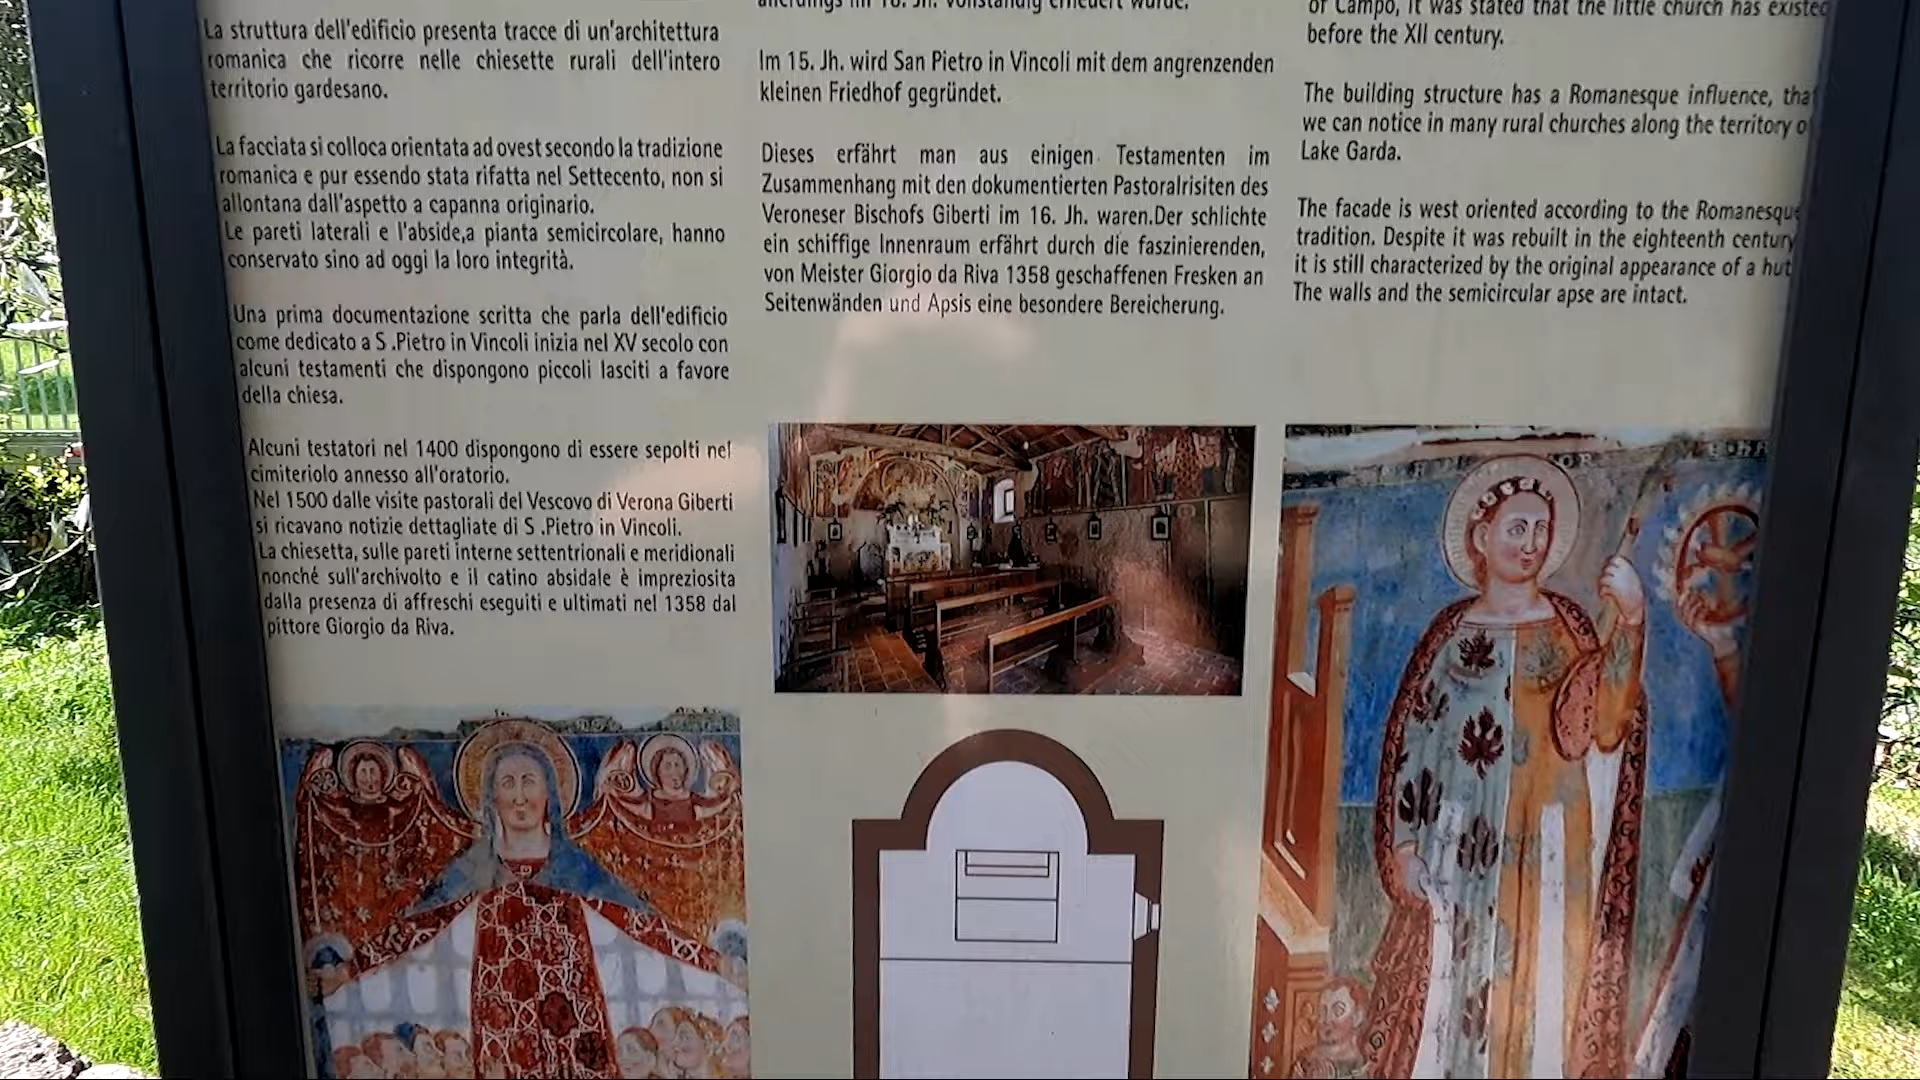 La struttura dell'edificio presenta tracce di un'architettura
romanica che ricorre nelle chiesette rurali dell'intero
territorio gardesano.
La facciata si colloca orientata ad ovest secondo la tradizione
romanica e pur essendo stata rifatta nel Settecento, non si
allontana dall'aspetto a capanna originario.
Le pareti laterali e l'abside,a pianta semicircolare, hanno
conservato sino ad oggi la loro integrità.
Una prima documentazione scritta che parla dell'edificio
come dedicato a S .Pietro in Vincoli inizia nel XV secolo con
alcuni testamenti che dispongono piccoli lasciti a favore
della chiesa.
Alcuni testatori nel 1400 dispongono di essere sepolti nel
cimiteriolo annesso all'oratorio.
Nel 1500 dalle visite pastorali del Vescovo di Verona Giberti
si ricavano notizie dettagliate di S .Pietro in Vincoli.
La chiesetta, sulle pareti interne settentrionali e meridionali
nonché sull'archivolto e il catino absidale è impreziosita
dalla presenza di affreschi eseguiti e ultimati nel 1358 dal
pittore Giorgio da Riva.
allerdings im 18. Jh. vollständig erneuert wurde.
Im 15. Jh. wird San Pietro in Vincoli mit dem angrenzenden
kleinen Friedhof gegründet.
Dieses erfährt man aus einigen Testamenten im
Zusammenhang mit den dokumentierten Pastoralrisiten des
Veroneser Bischofs Giberti im 16. Jh. waren.Der schlichte
ein schiffige Innenraum erfährt durch die faszinierenden,
von Meister Giorgio da Riva 1358 geschaffenen Fresken an
Seitenwänden und Apsis eine besondere Bereicherung.
of Campo, it was stated that the little church has existed
before the XII century.
The building structure has a Romanesque influence, that
we can notice in many rural churches along the territory o
Lake Garda.
The facade is west oriented according to the Romanesque
tradition. Despite it was rebuilt in the eighteenth century
it is still characterized by the original appearance of a hut
The walls and the semicircular apse are intact.